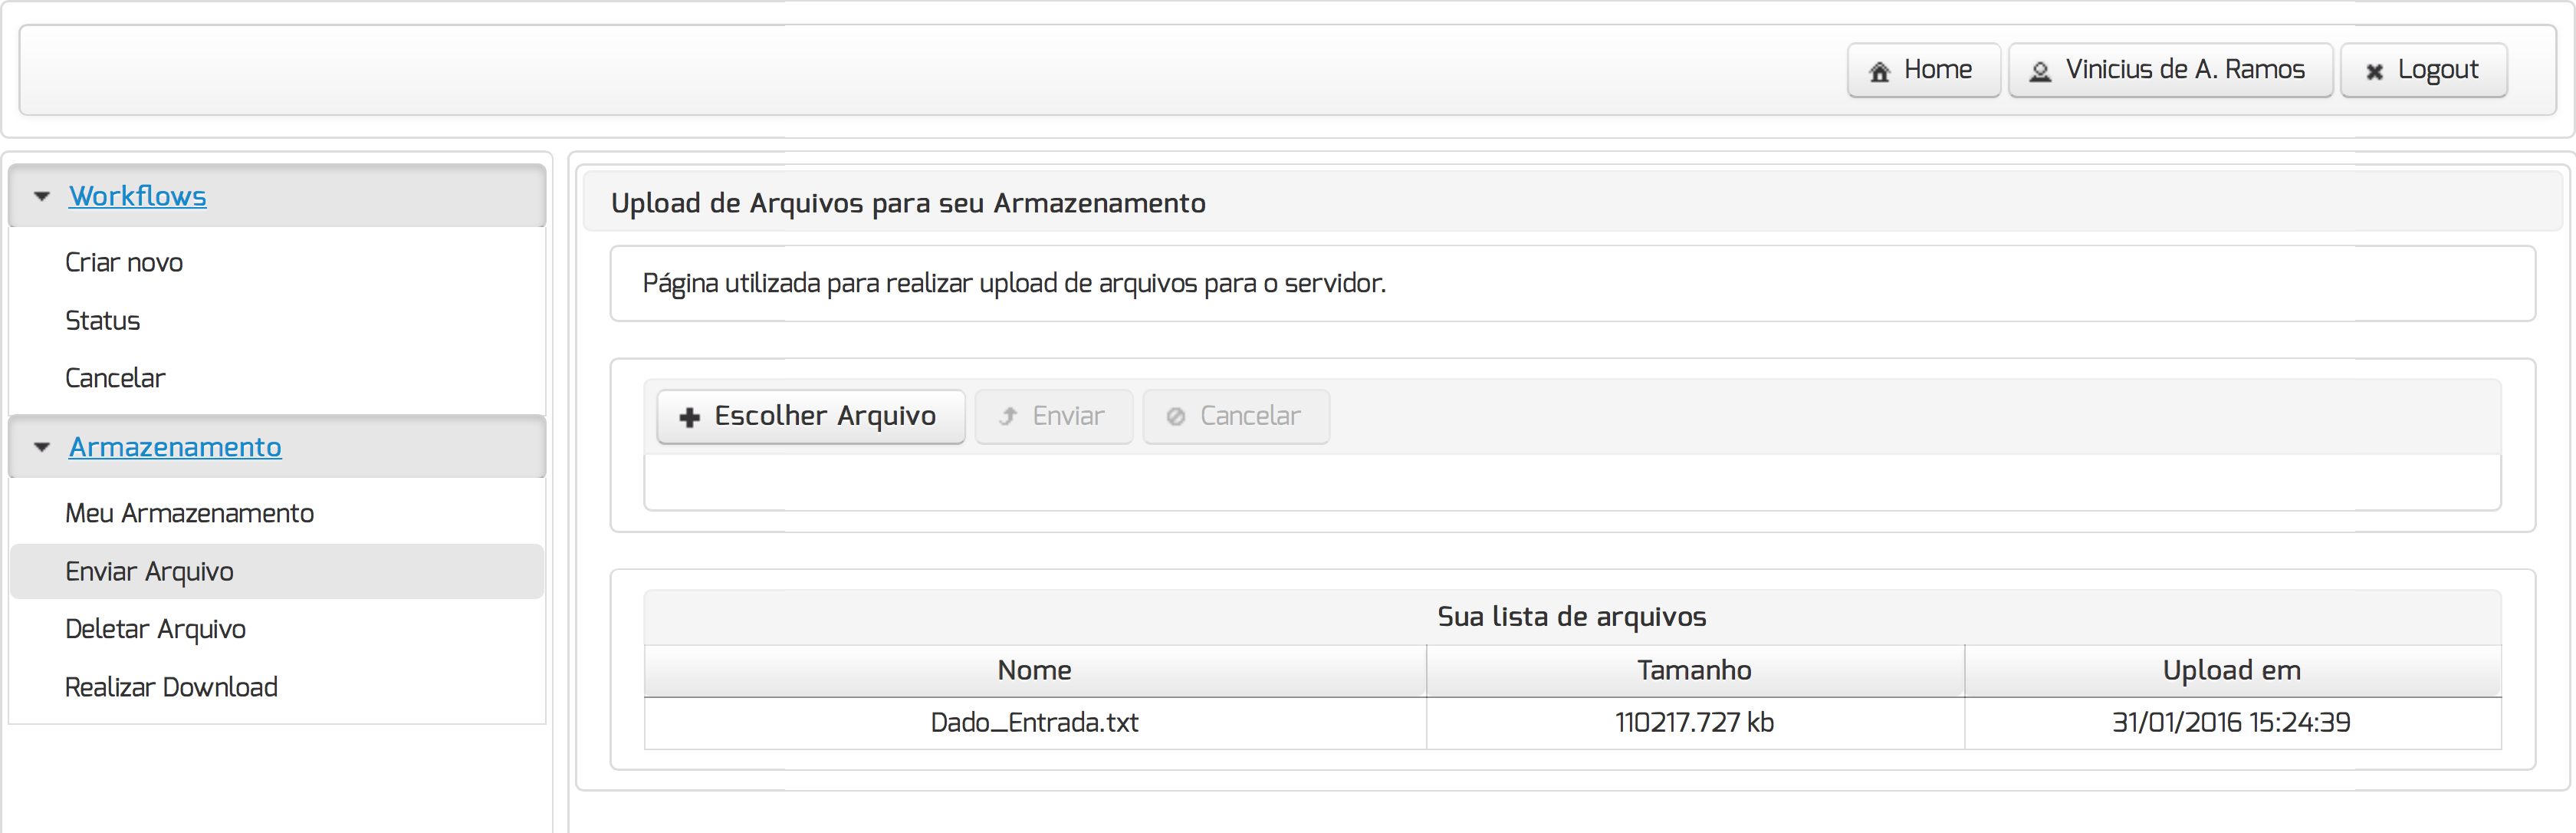 Home Vinicius de A. Ramos Logout
Workflows
Criar novo
Status
Cancelar
Armazenamento
Meu Armazenamento
Enviar Arquivo
Deletar Arquivo
Realizar Download
Upload de Arquivos para seu Armazenamento
Página utilizada para realizar upload de arquivos para o servidor.
Escolher Arquivo Enviar Cancelar
Sua lista de arquivos
Nome Tamanho Upload em
Dado_Entrada.txt 110217.727 kb 31/01/2016 15:24:39